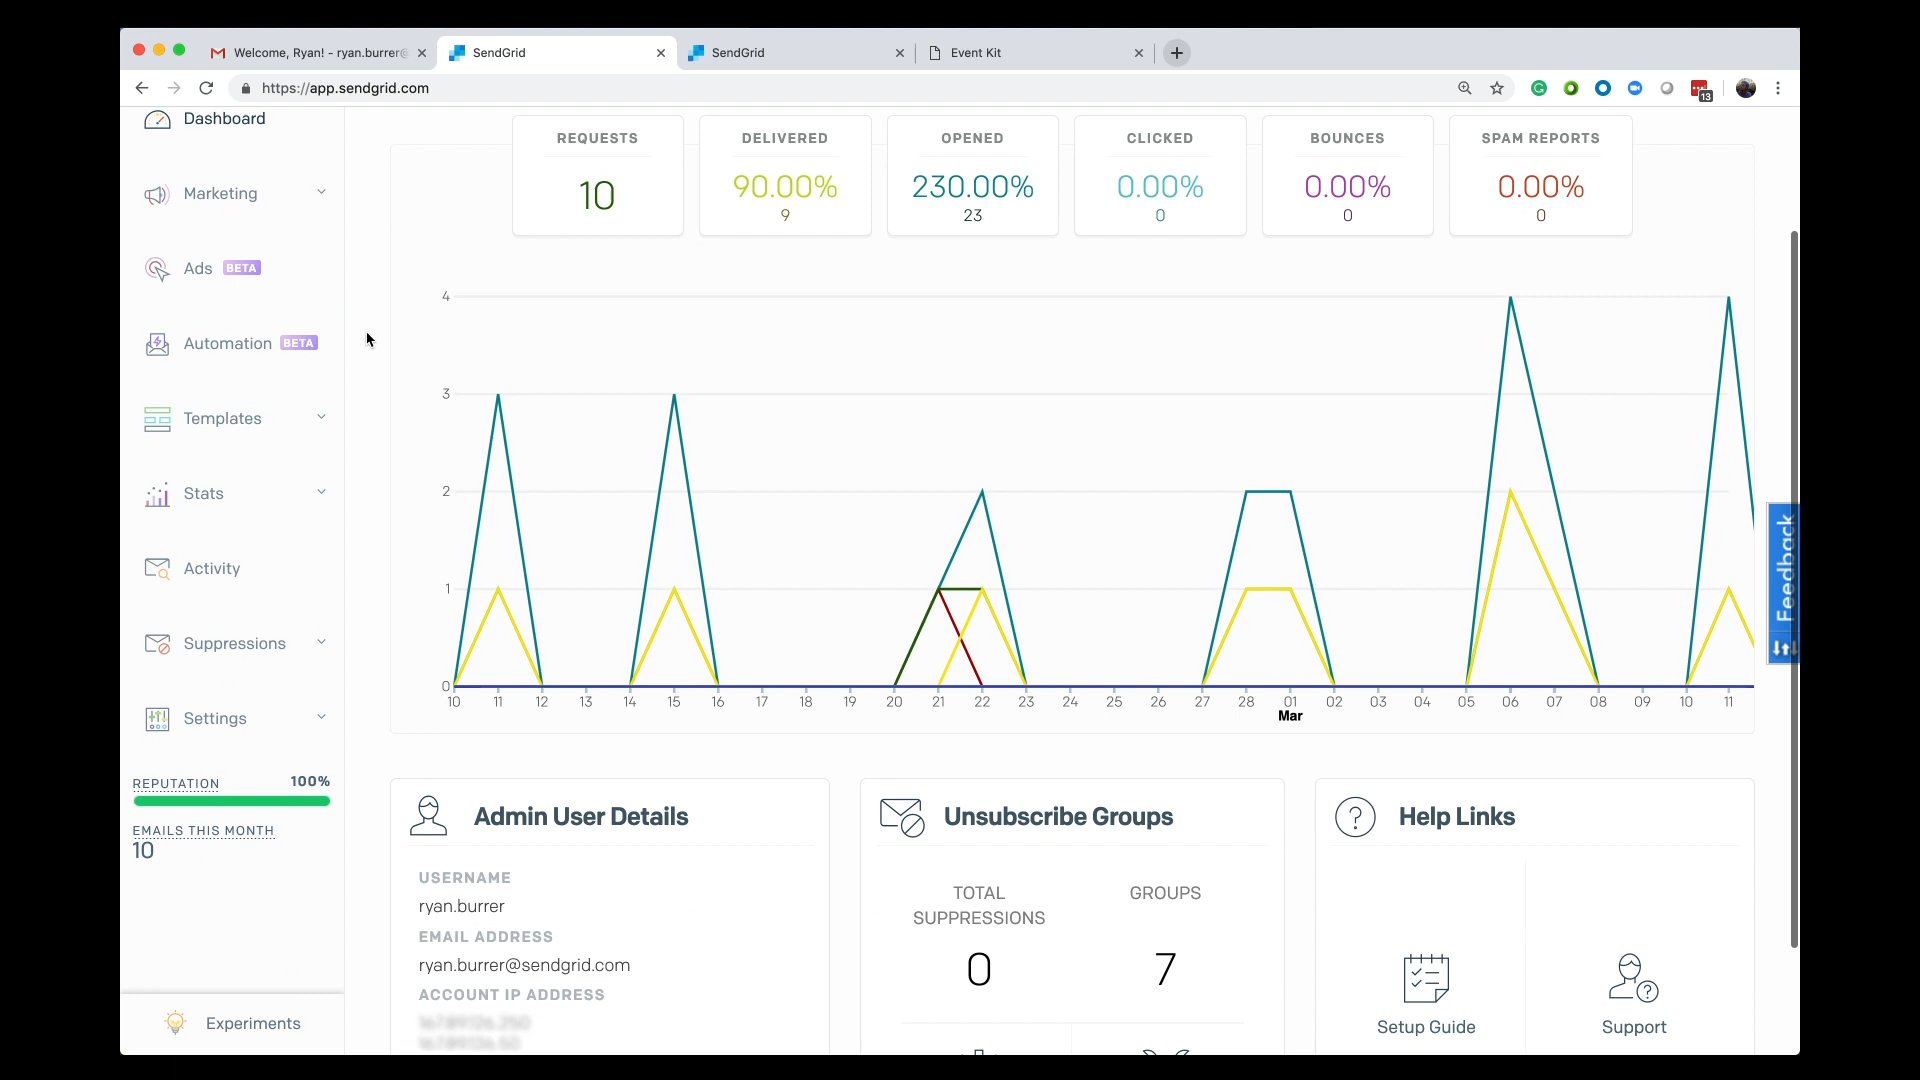 Welcome, Ryan! - ryan.burrer@
SendGrid
SendGrid
Event Kit
https://app.sendgrid.com
13
Dashboard
Marketing
Ads BETA
Automation BETA
Templates
Stats
Activity
Suppressions
Settings
REPUTATION 100%
EMAILS THIS MONTH
10
Experiments
REQUESTS
10
DELIVERED
90.00%
9
OPENED
230.00%
23
CLICKED
0.00%
0
BOUNCES
0.00%
0
SPAM REPORTS
0.00%
0
4
3
2
1
0
10 11 12 13 14 15 16 17 18 19 20 21 22 23 24 25 26 27 28 01 02 03 04 05 06 07 08 09 10 11
Mar
Feedback
Admin User Details
USERNAME
ryan.burrer
EMAIL ADDRESS
ryan.burrer@sendgrid.com
ACCOUNT IP ADDRESS
Unsubscribe Groups
TOTAL
SUPPRESSIONS
0
GROUPS
7
Help Links
Setup Guide
Support